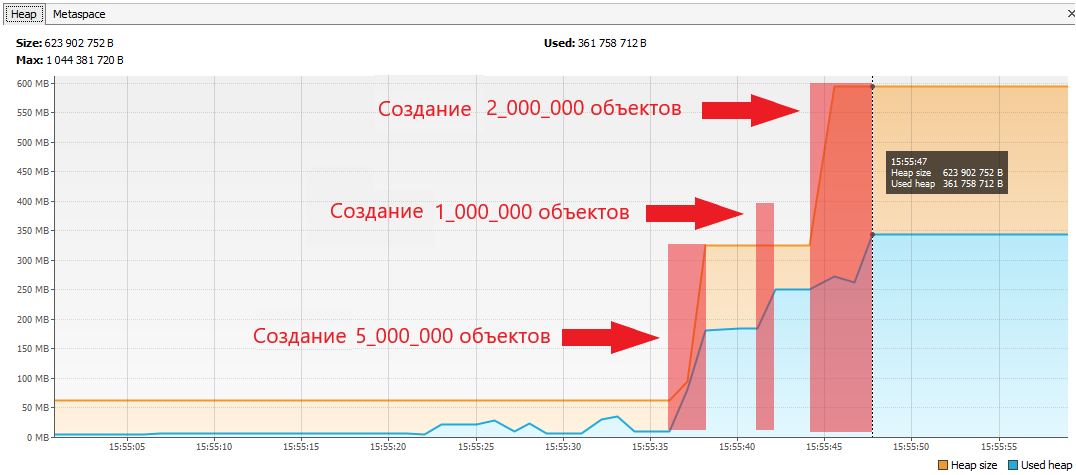 Heap Metaspace
Size: 623 902 752 B Used: 361 758 712 B
Max: 1 044 381 720 B
600 MB
550 MB
500 MB
450 MB
400 MB
350 MB
300 MB
250 MB
200 MB
150 MB
100 MB
50 MB
0 MB
Создание 2_000_000 объектов
15:55:47
Heap size 623 902 752 B
Used heap 361 758 712 B
Создание 1_000_000 объектов
Создание 5_000_000 объектов
15:55:05 15:55:10 15:55:15 15:55:20 15:55:25 15:55:30 15:55:35 15:55:40 15:55:45 15:55:50 15:55:55
Heap size Used heap